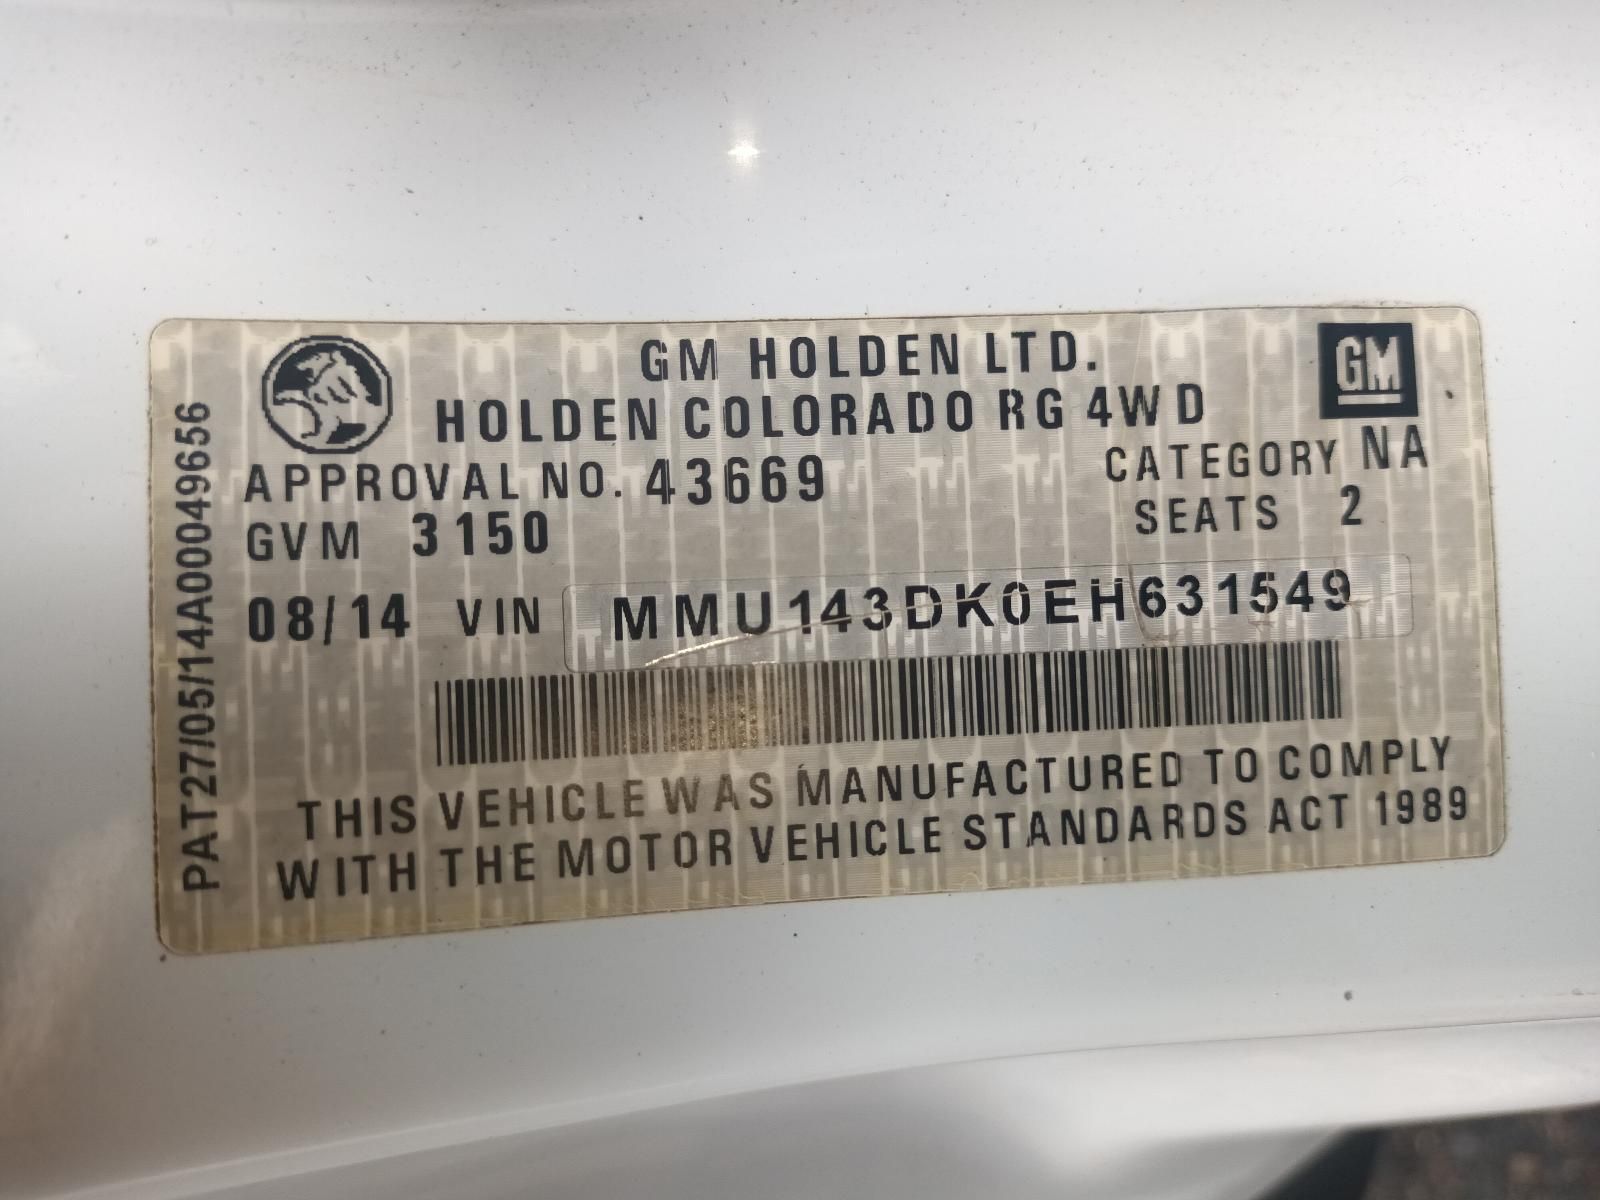 GM HOLDEN LTD.
GM
HOLDEN COLORADO RG 4WD
APPROVAL NO. 43669
CATEGORY NA
GVM 3150
SEATS 2
08/14 VIN MMU143DK0EH631549
THIS VEHICLE WAS MANUFACTURED TO COMPLY
WITH THE MOTOR VEHICLE STANDARDS ACT 1989
PAT27/05/14A00049656